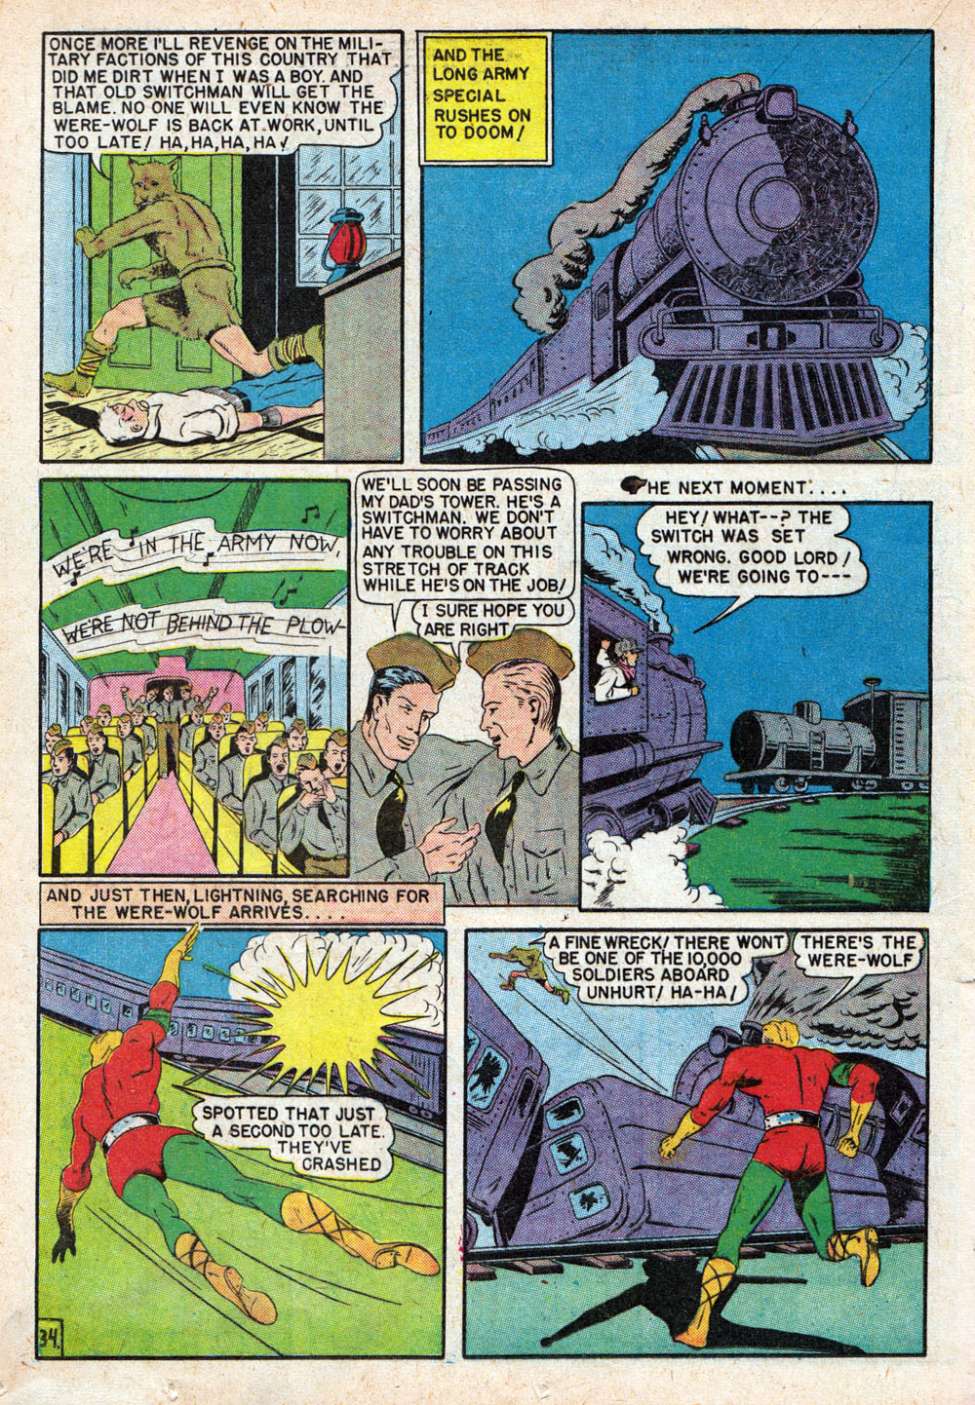 ONCE MORE I'LL REVENGE ON THE MILI-
TARY FACTIONS OF THIS COUNTRY THAT
DID ME DIRT WHEN I WAS A BOY. AND
THAT OLD SWITCHMAN WILL GET THE
BLAME. NO ONE WILL EVEN KNOW THE
WERE-WOLF IS BACK AT WORK, UNTIL
TOO LATE! HA, HA, HA, HA!
AND THE
LONG ARMY
SPECIAL
RUSHES ON
TO DOOM!
WE'RE IN THE ARMY NOW,
WE'RE NOT BEHIND THE PLOW-
WE'LL SOON BE PASSING
MY DAD'S TOWER. HE'S A
SWITCHMAN. WE DON'T
HAVE TO WORRY ABOUT
ANY TROUBLE ON THIS
STRETCH OF TRACK
WHILE HE'S ON THE JOB!
I SURE HOPE YOU
ARE RIGHT
HE NEXT MOMENT....
HEY! WHAT--? THE
SWITCH WAS SET
WRONG. GOOD LORD!
WE'RE GOING TO---
AND JUST THEN, LIGHTNING, SEARCHING FOR
THE WERE-WOLF ARRIVES....
SPOTTED THAT JUST
A SECOND TOO LATE.
THEY'VE
CRASHED
A FINE WRECK! THERE WONT
BE ONE OF THE 10,000
SOLDIERS ABOARD
UNHURT! HA-HA!
THERE'S THE
WERE-WOLF
34.